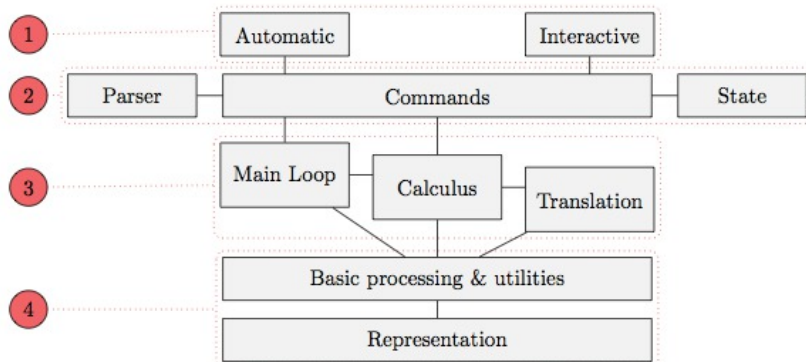 1
Automatic
Interactive
2
Parser
Commands
State
3
Main Loop
Calculus
Translation
4
Basic processing & utilities
Representation